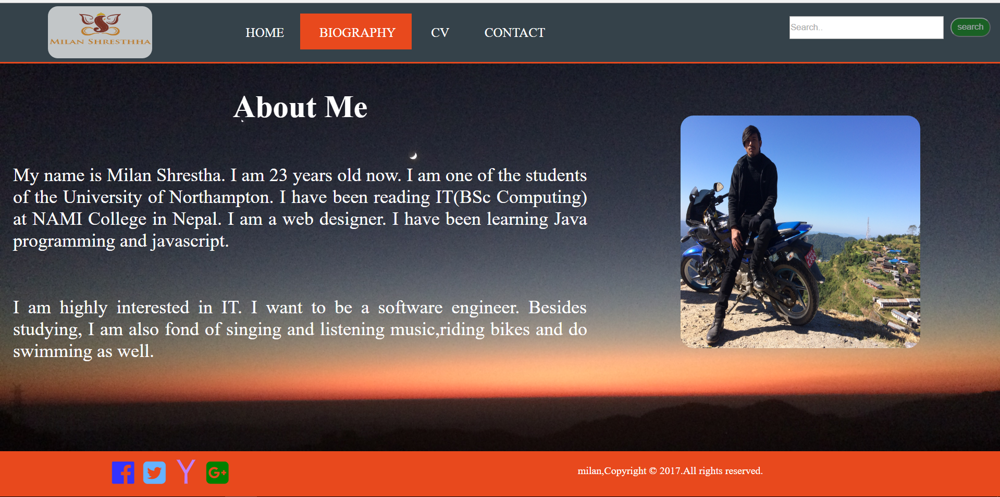 MILAN SHRESTHHA
HOME
BIOGRAPHY
CV
CONTACT
Search..
search
About Me
My name is Milan Shrestha. I am 23 years old now. I am one of the students
of the University of Northampton. I have been reading IT(BSc Computing)
at NAMI College in Nepal. I am a web designer. I have been learning Java
programming and javascript.
I am highly interested in IT. I want to be a software engineer. Besides
studying, I am also fond of singing and listening music,riding bikes and do
swimming as well.
milan,Copyright © 2017.All rights reserved.